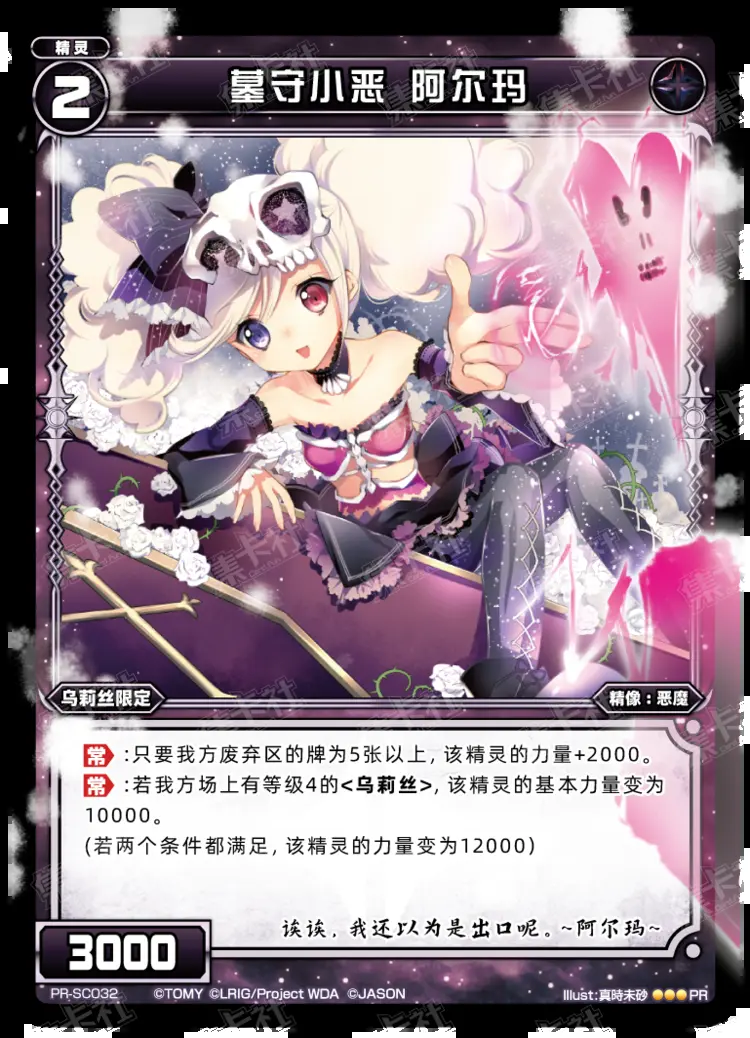 精灵
2
墓守小恶 阿尔玛
乌莉丝限定
精像：恶魔
常:只要我方废弃区的牌为5张以上,该精灵的力量+2000。
常:若我方场上有等级4的<乌莉丝>,该精灵的基本力量变为
10000。
(若两个条件都满足,该精灵的力量变为12000)
诶诶,我还以为是出口呢。~阿尔玛~
3000
PR-SC032 ©TOMY ©LRIG/Project WDA ©JASON
Illust:真時未砂 PR
集卡社